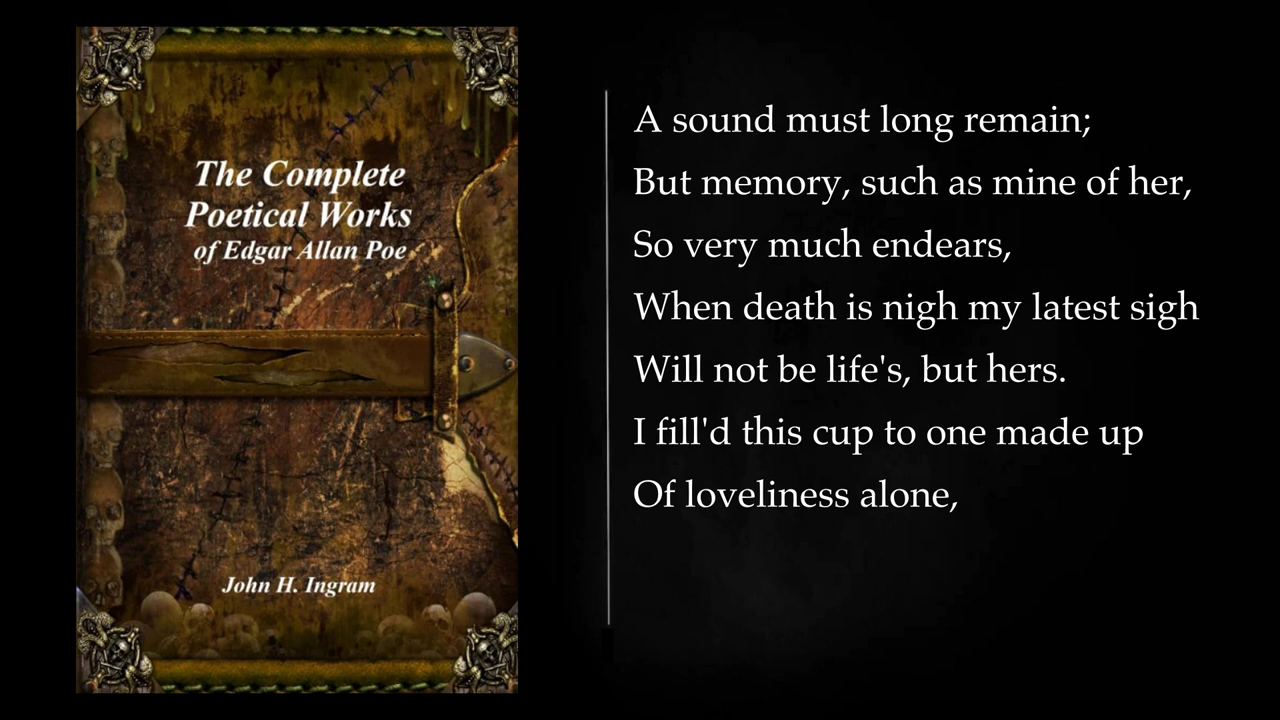 The Complete
Poetical Works
of Edgar Allan Poe
John H. Ingram
A sound must long remain;
But memory, such as mine of her,
So very much endears,
When death is nigh my latest sigh
Will not be life's, but hers.
I fill'd this cup to one made up
Of loveliness alone,